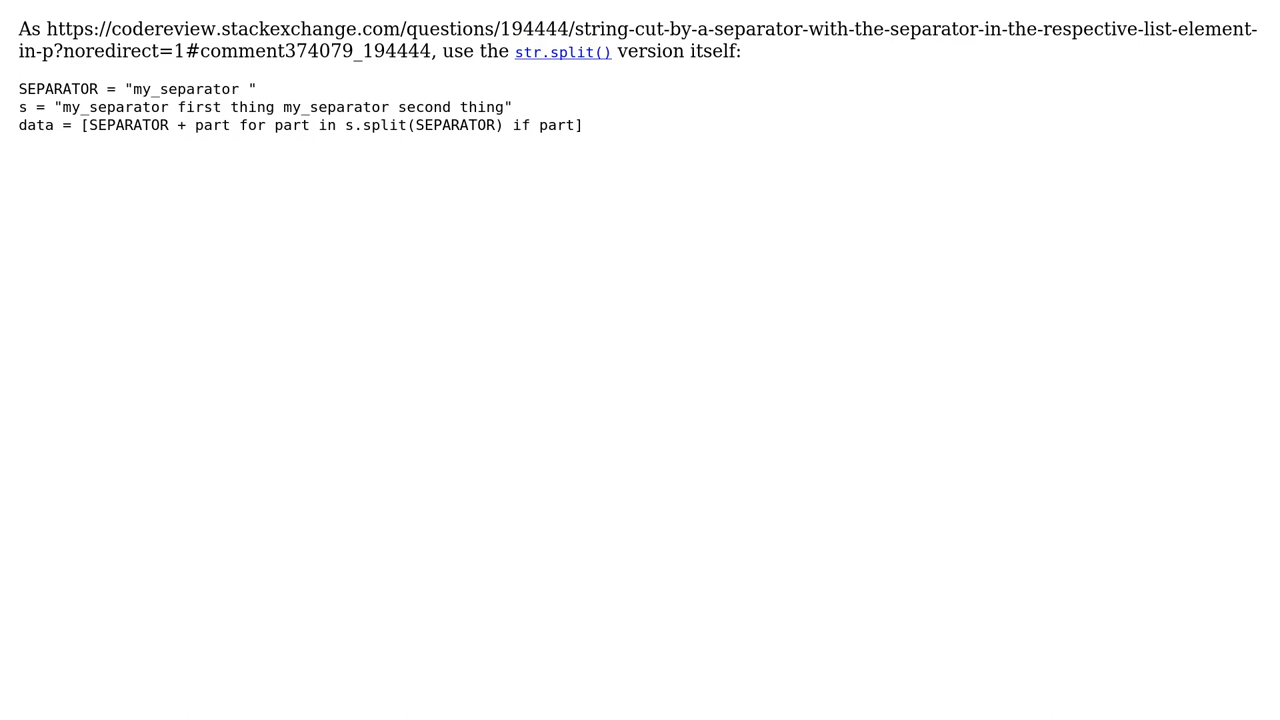 As https://codereview.stackexchange.com/questions/194444/string-cut-by-a-separator-with-the-separator-in-the-respective-list-element-
in-p?noredirect=1#comment374079_194444, use the str.split() version itself:
SEPARATOR = "my_separator "
s = "my_separator first thing my_separator second thing"
data = [SEPARATOR + part for part in s.split(SEPARATOR) if part]